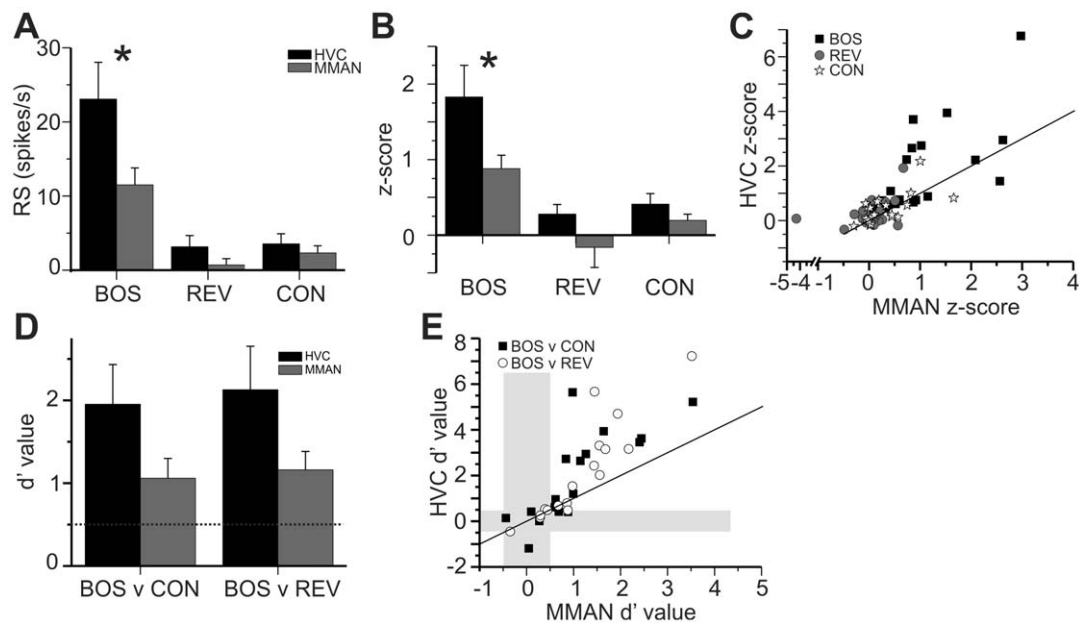 A
30
20
10
0
RS (spikes/s)
*
HVC
MMAN
BOS
REV
CON
B
2
1
0
z-score
*
BOS
REV
CON
C
BOS
REV
CON
6
4
2
0
HVC z-score
-5-4
-1
0
1
2
3
4
MMAN z-score
D
2
1
0
d' value
HVC
MMAN
BOS v CON
BOS v REV
E
BOS v CON
BOS v REV
8
6
4
2
0
-2
HVC d' value
-1
0
1
2
3
4
5
MMAN d' value